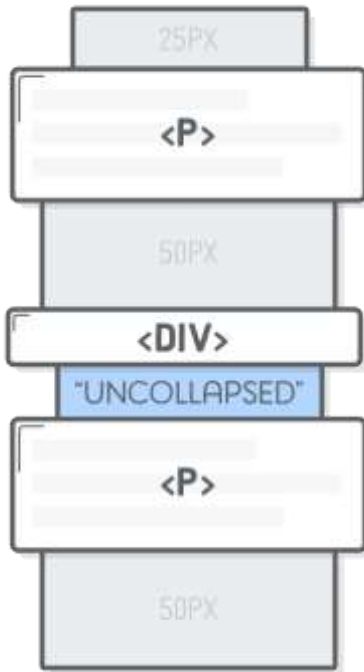 25PX
<P>
50PX
<DIV>
"UNCOLLAPSED"
<P>
50PX